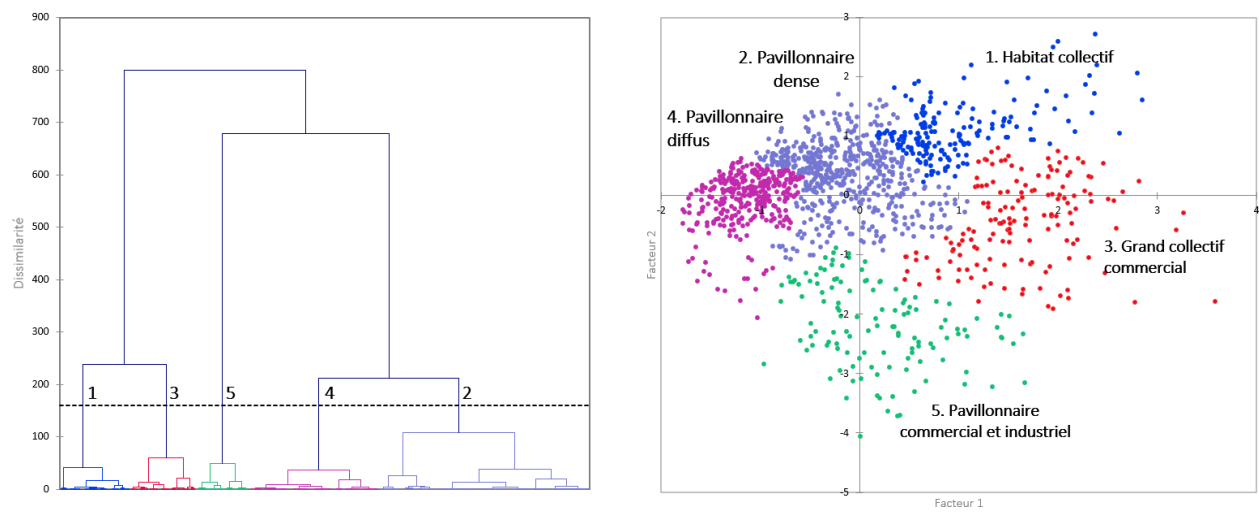 900
800
700
600
500
400
300
200
100
0
Dissimilarité
1
3
5
4
2
3
2
1
0
-1
-2
-3
-4
-5
-2
-1
0
1
2
3
4
Facteur 2
Facteur 1
1. Habitat collectif
2. Pavillonnaire
dense
4. Pavillonnaire
diffus
3. Grand collectif
commercial
5. Pavillonnaire
commercial et industriel